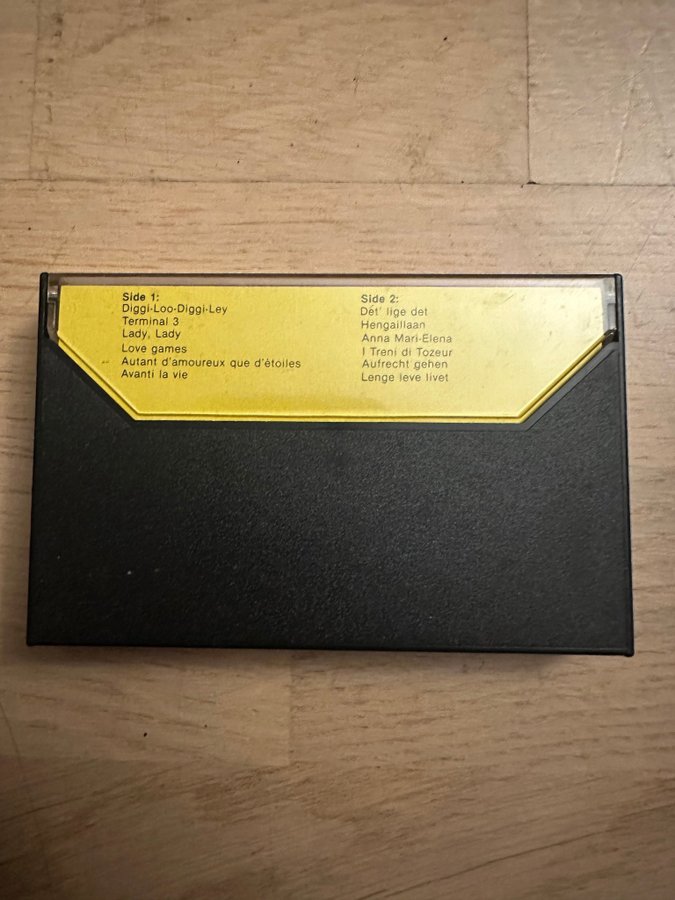 Side 1:
Diggi-Loo-Diggi-Ley
Terminal 3
Lady, Lady
Love games
Autant d'amoureux que d'étoiles
Avanti la vie
Side 2:
Dét' lige det
Hengaillaan
Anna Mari-Elena
I Treni di Tozeur
Aufrecht gehen
Lenge leve livet